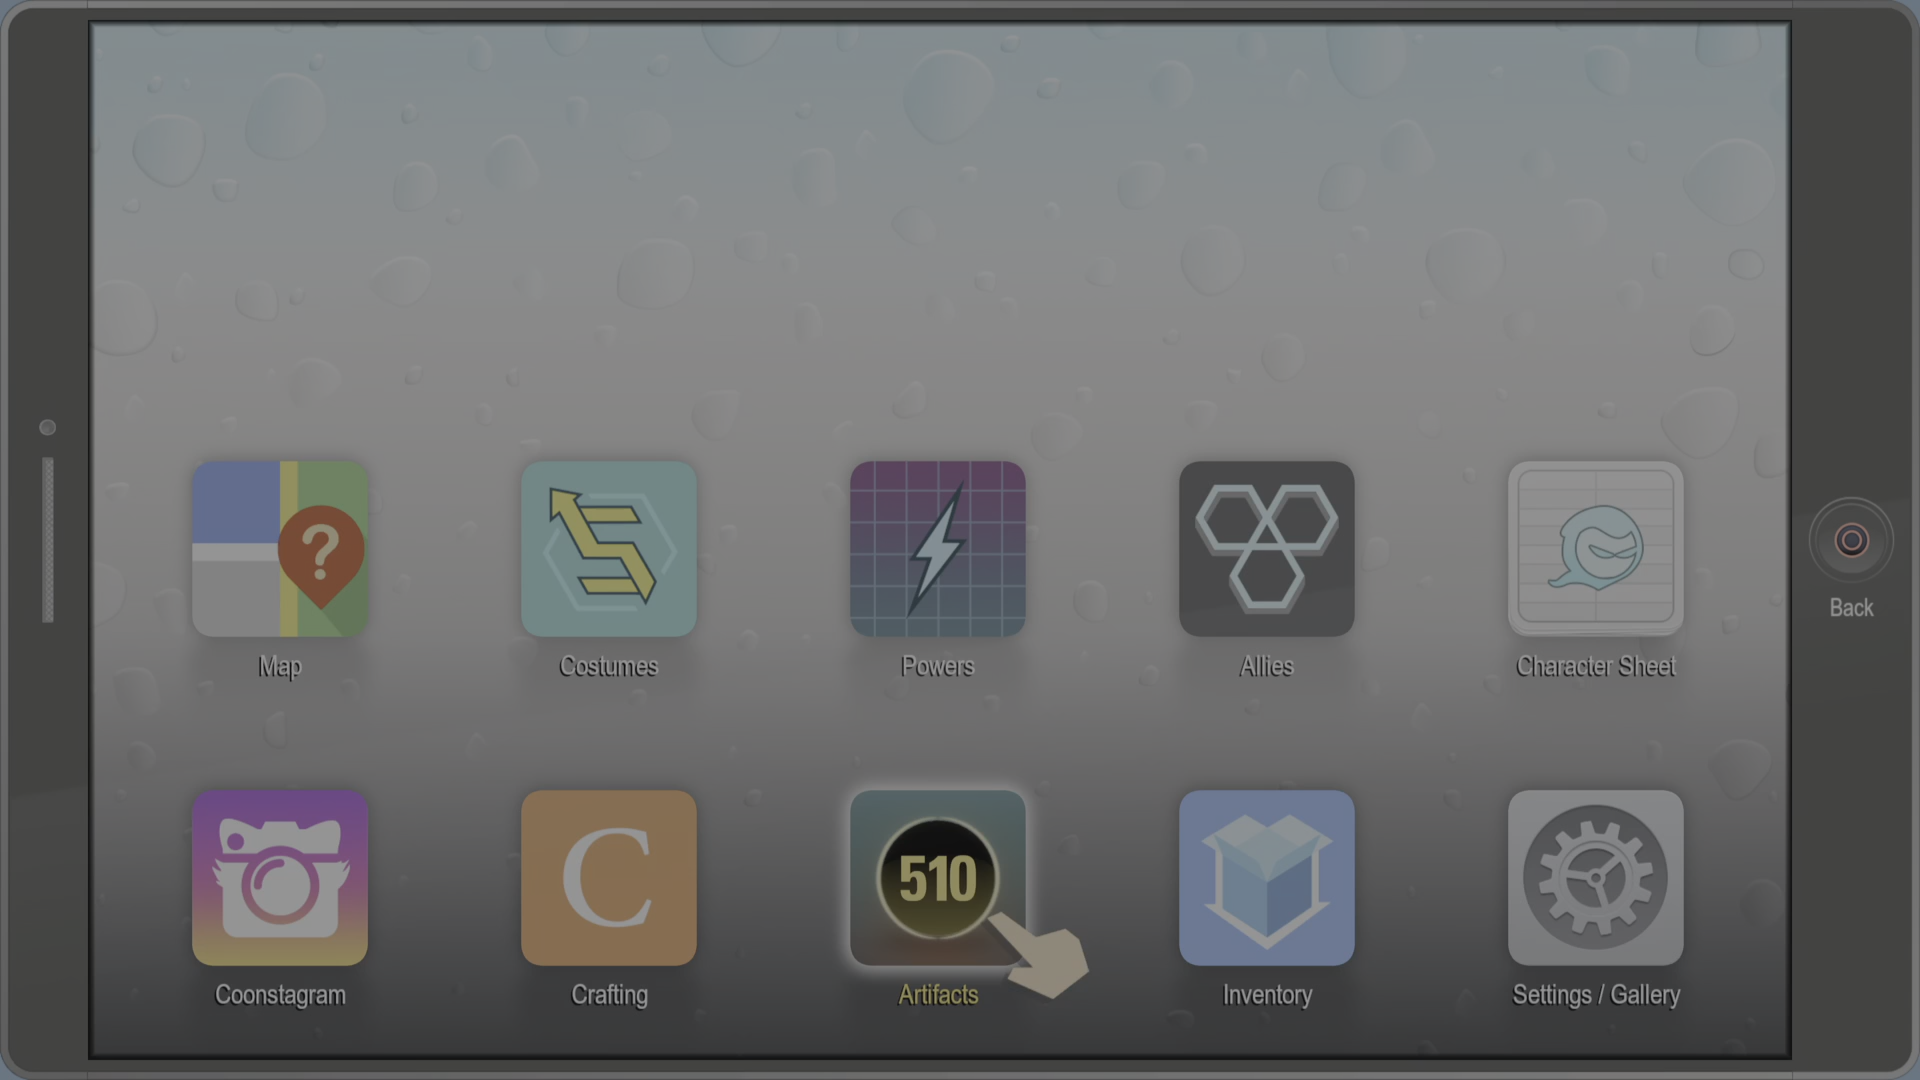 ?
Map
Costumes
Powers
Allies
Character Sheet
Back
C
510
Coonstagram
Crafting
Artifacts
Inventory
Settings / Gallery